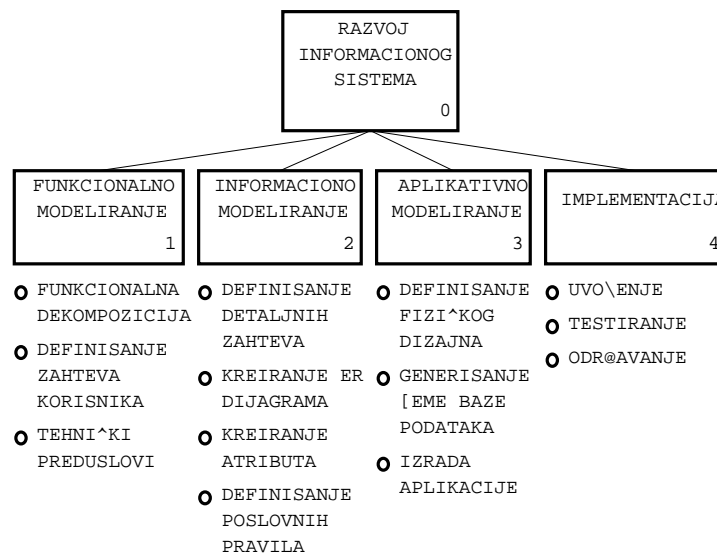 RAZVOJ
INFORMACIONOG
SISTEMA
0
FUNKCIONALNO
MODELIRANJE
1
INFORMACIONO
MODELIRANJE
2
APLIKATIVNO
MODELIRANJE
3
IMPLEMENTACIJA
4
FUNKCIONALNA
DEKOMPOZICIJA
DEFINISANJE
ZAHTEVA
KORISNIKA
TEHNI^KI
PREDUSLOVI
DEFINISANJE
DETALJNIH
ZAHTEVA
KREIRANJE ER
DIJAGRAMA
KREIRANJE
ATRIBUTA
DEFINISANJE
POSLOVNIH
PRAVILA
DEFINISANJE
FIZI^KOG
DIZAJNA
GENERISANJE
[EME BAZE
PODATAKA
IZRADA
APLIKACIJE
UVO\ENJE
TESTIRANJE
ODR@AVANJE